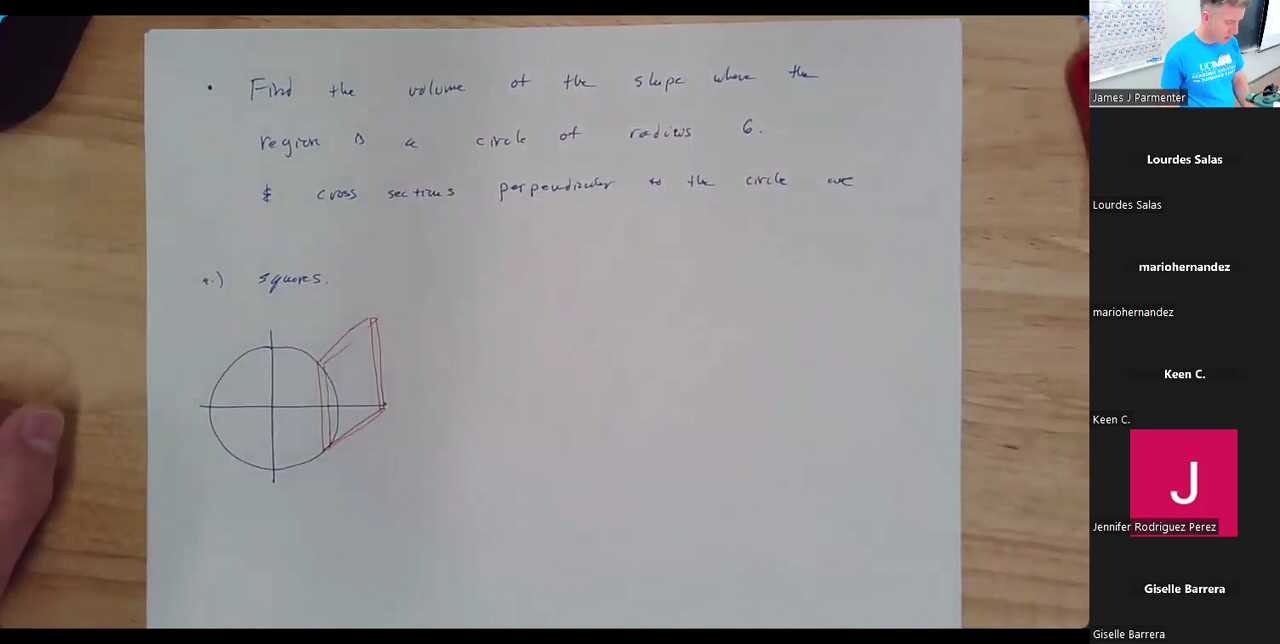 • Find the volume of the shape where the
region is a circle of radius 6.
& cross sections perpendicular to the circle are
a.) squares.
UCDAVIS
James J Parmenter
Lourdes Salas
Lourdes Salas
mariohernandez
mariohernandez
Keen C.
Keen C.
J
Jennifer Rodriguez Perez
Giselle Barrera
Giselle Barrera